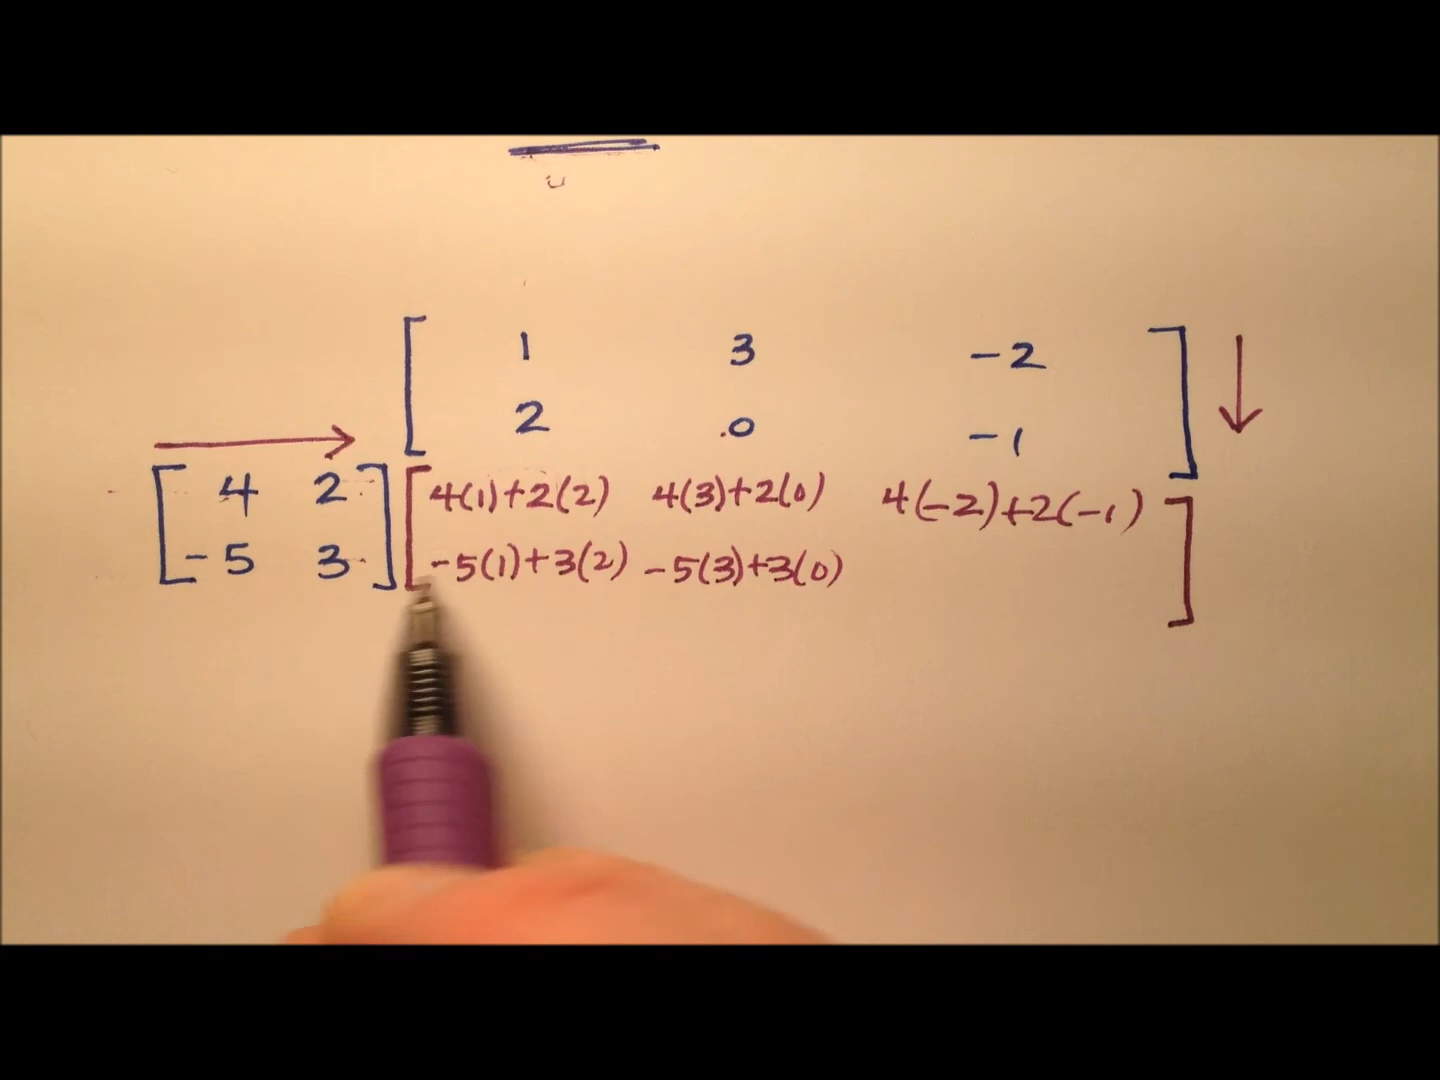 1 3 -2
2 0 -1
4 2 4(1)+2(2) 4(3)+2(0) 4(-2)+2(-1)
-5 3 -5(1)+3(2) -5(3)+3(0)